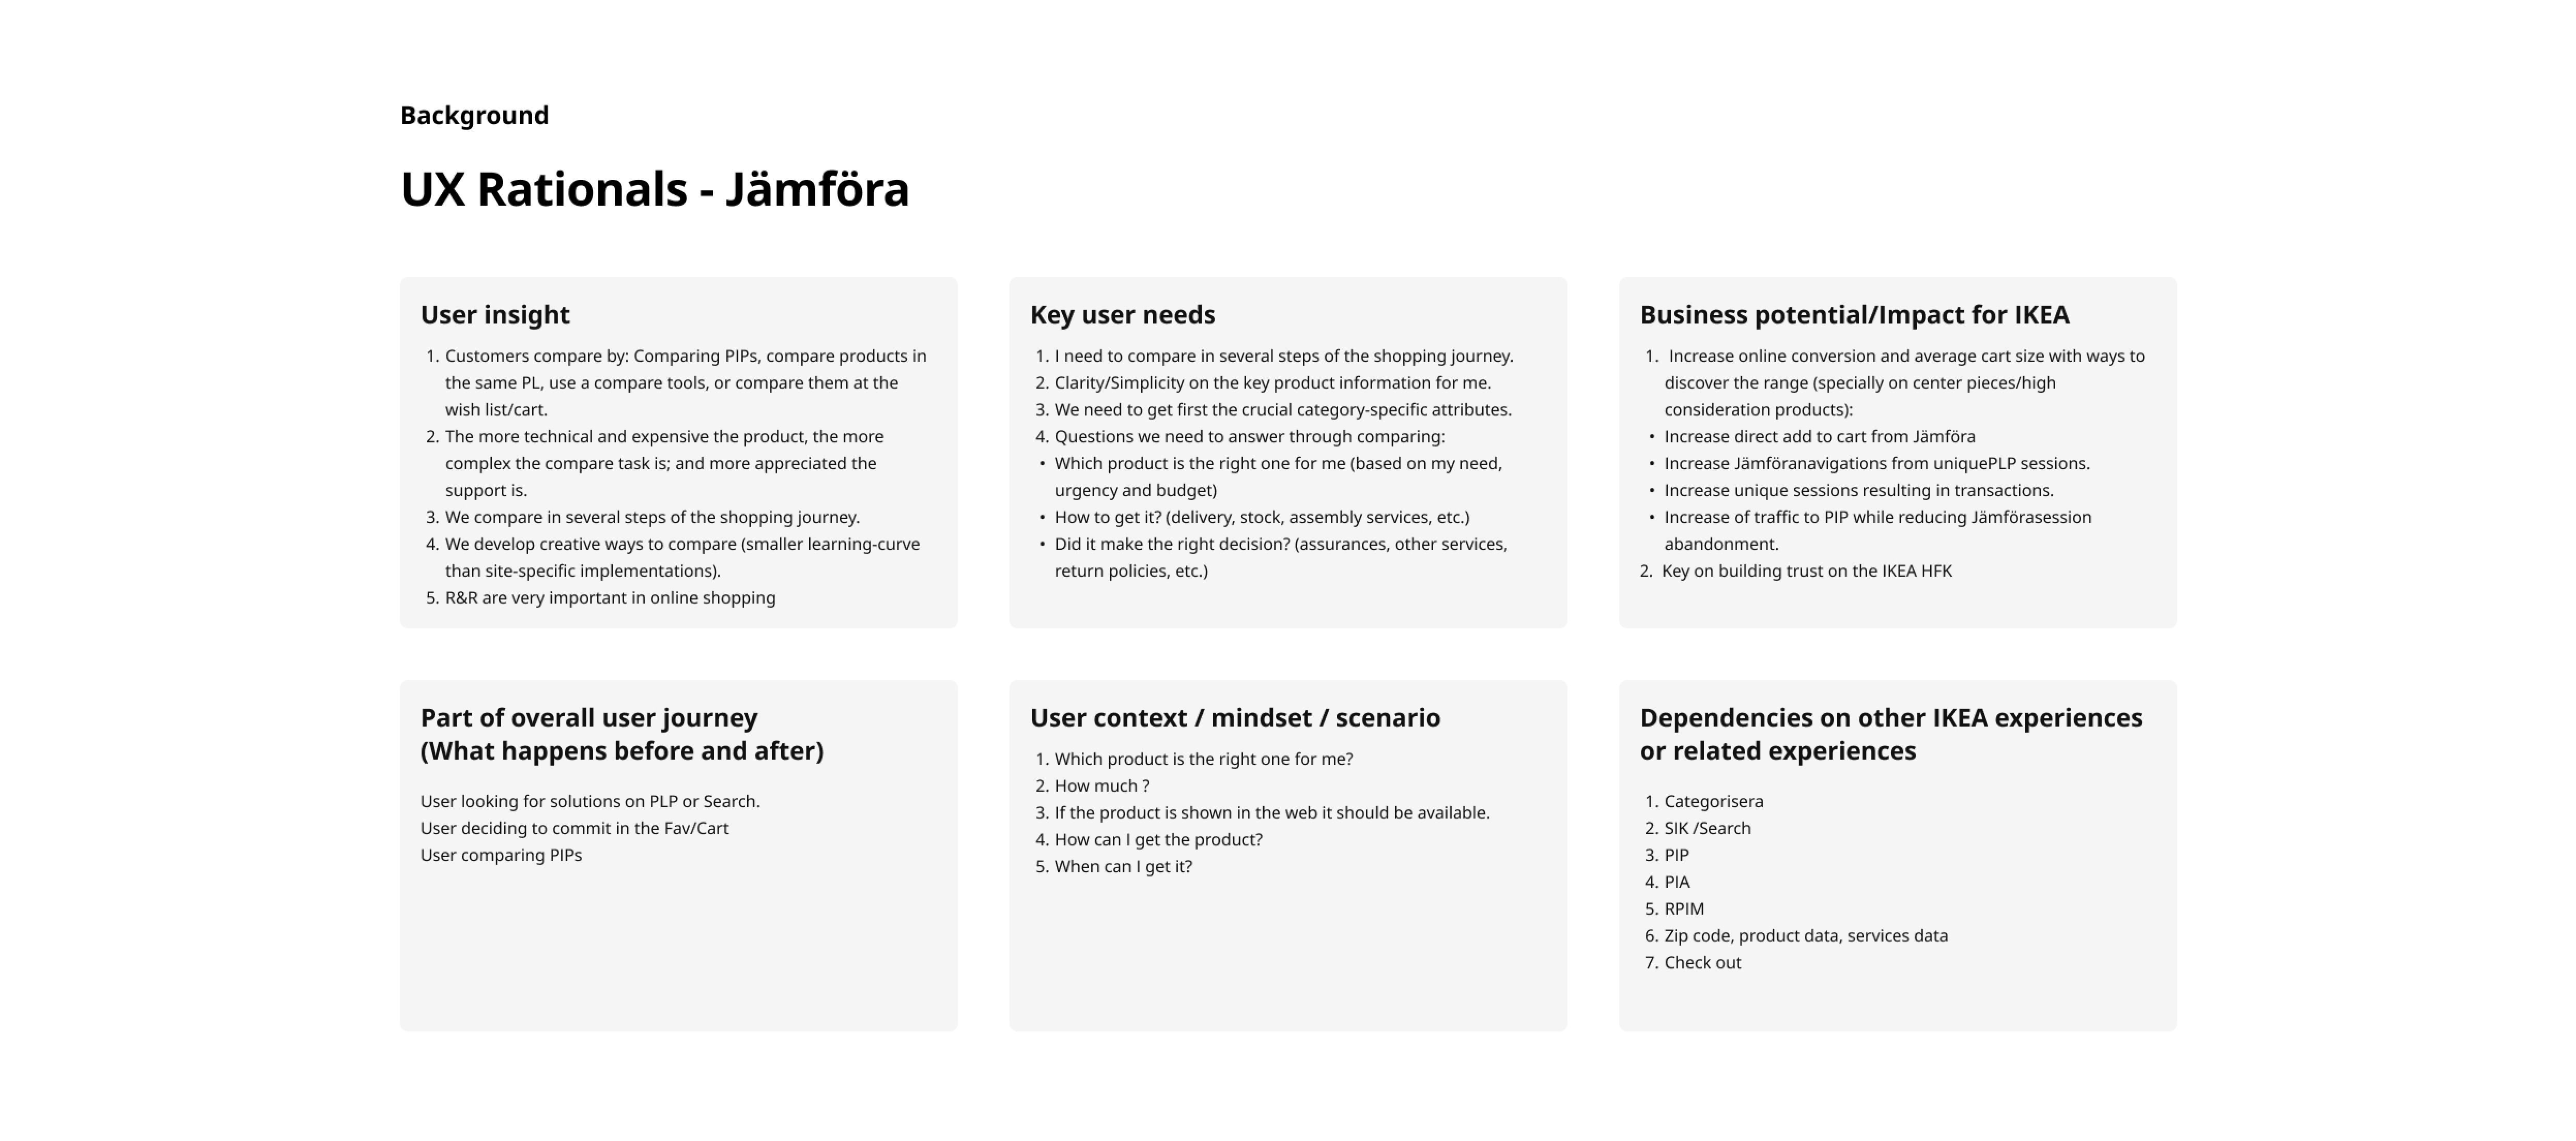 Background
UX Rationals - Jämföra
User insight
1. Customers compare by: Comparing PIPs, compare products in
the same PL, use a compare tools, or compare them at the
wish list/cart.
2. The more technical and expensive the product, the more
complex the compare task is; and more appreciated the
support is.
3. We compare in several steps of the shopping journey.
4. We develop creative ways to compare (smaller learning-curve
than site-specific implementations).
5. R&R are very important in online shopping
Key user needs
1. I need to compare in several steps of the shopping journey.
2. Clarity/Simplicity on the key product information for me.
3. We need to get first the crucial category-specific attributes.
4. Questions we need to answer through comparing:
• Which product is the right one for me (based on my need,
urgency and budget)
• How to get it? (delivery, stock, assembly services, etc.)
• Did it make the right decision? (assurances, other services,
return policies, etc.)
Business potential/Impact for IKEA
1. Increase online conversion and average cart size with ways to
discover the range (specially on center pieces/high
consideration products):
• Increase direct add to cart from Jämföra
• Increase Jämföranavigations from uniquePLP sessions.
• Increase unique sessions resulting in transactions.
• Increase of traffic to PIP while reducing Jämförasession
abandonment.
2. Key on building trust on the IKEA HFK
Part of overall user journey
(What happens before and after)
User looking for solutions on PLP or Search.
User deciding to commit in the Fav/Cart
User comparing PIPs
User context / mindset / scenario
1. Which product is the right one for me?
2. How much ?
3. If the product is shown in the web it should be available.
4. How can I get the product?
5. When can I get it?
Dependencies on other IKEA experiences
or related experiences
1. Categorisera
2. SIK /Search
3. PIP
4. PIA
5. RPIM
6. Zip code, product data, services data
7. Check out